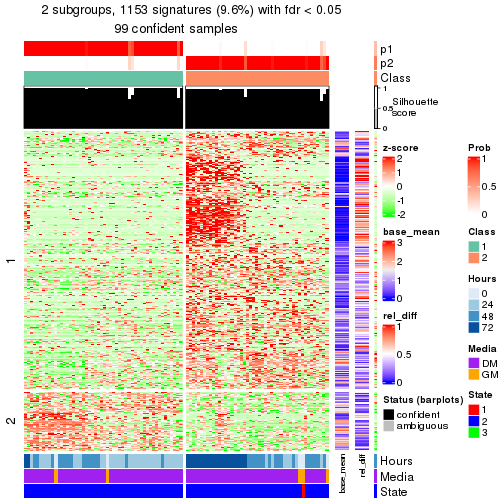 2 subgroups, 1153 signatures (9.6%) with fdr < 0.05
99 confident samples
p1
p2
Class
1
0.5
0
Silhouette
score
1
2
base_mean
rel_diff
Hours
Media
State
z-score
2
1
0
-1
-2
base_mean
3
2
1
0
rel_diff
1
0.5
0
Status (barplots)
confident
ambiguous
Prob
1
0.5
0
Class
1
2
Hours
0
24
48
72
Media
DM
GM
State
1
2
3